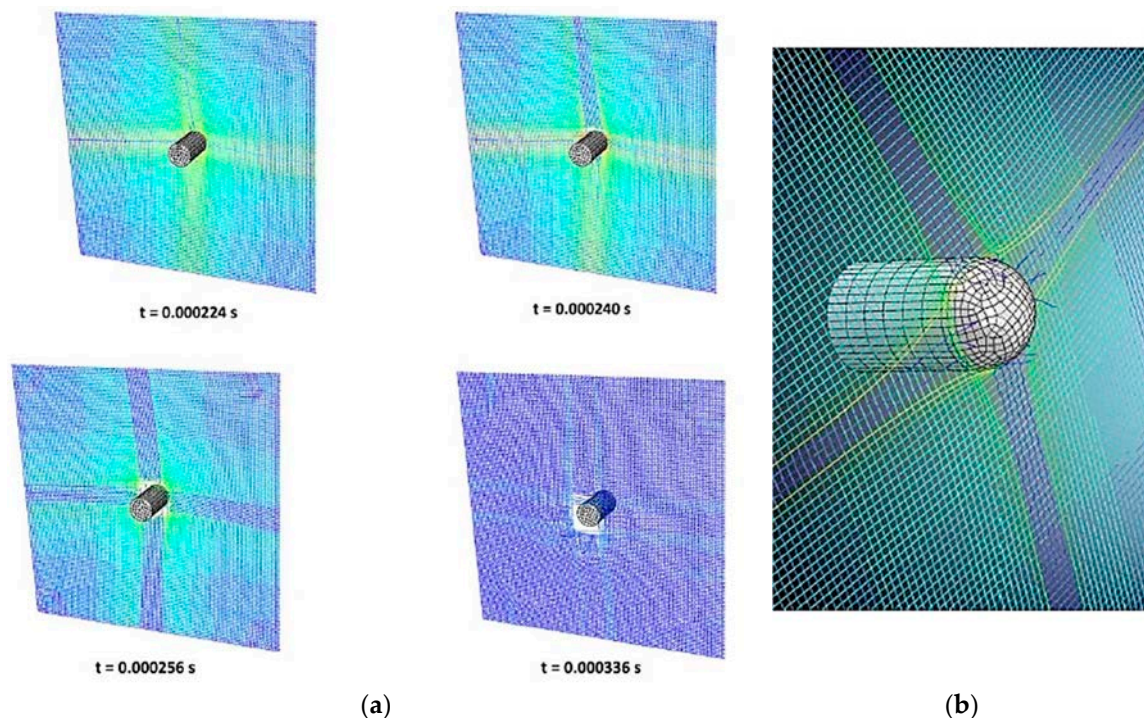 t = 0.000224 s
t = 0.000240 s
t = 0.000256 s
t = 0.000336 s
(a)
(b)